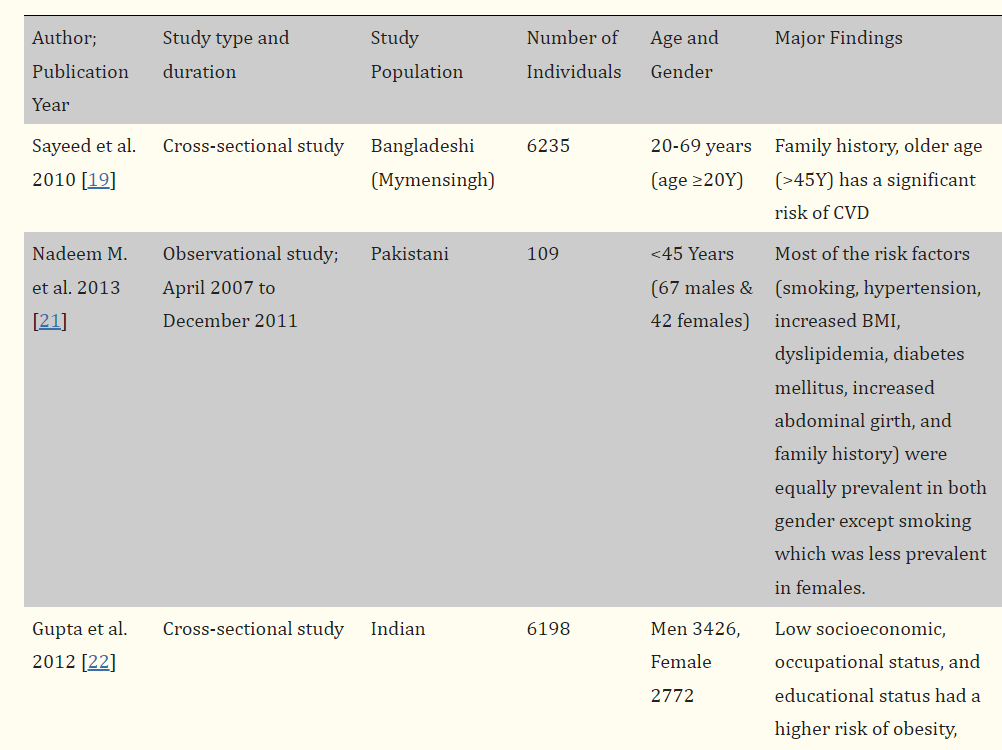 Author; Publication Year
Study type and duration
Study Population
Number of Individuals
Age and Gender
Major Findings
Sayeed et al.
2010 [19]
Cross-sectional study
Bangladeshi
(Mymensingh)
6235
20-69 years
(age ≥20Y)
Family history, older age
(>45Y) has a significant
risk of CVD
Nadeem M.
et al. 2013
[21]
Observational study;
April 2007 to
December 2011
Pakistani
109
<45 Years
(67 males &
42 females)
Most of the risk factors
(smoking, hypertension,
increased BMI,
dyslipidemia, diabetes
mellitus, increased
abdominal girth, and
family history) were
equally prevalent in both
gender except smoking
which was less prevalent
in females.
Gupta et al.
2012 [22]
Cross-sectional study
Indian
6198
Men 3426,
Female
2772
Low socioeconomic,
occupational status, and
educational status had a
higher risk of obesity,